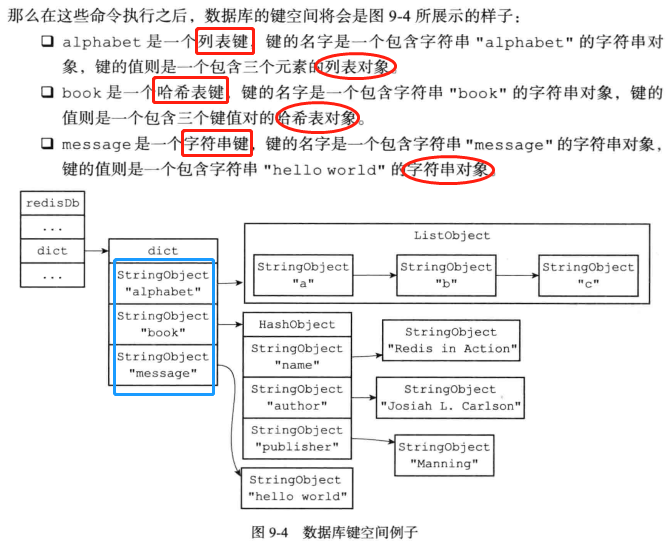 那么在这些命令执行之后，数据库的键空间将会是图 9-4 所展示的样子：
❑ alphabet 是一个列表键，键的名字是一个包含字符串 "alphabet" 的字符串对
象，键的值则是一个包含三个元素的列表对象。
❑ book 是一个哈希表键，键的名字是一个包含字符串 "book" 的字符串对象，键的
值则是一个包含三个键值对的哈希表对象。
❑ message 是一个字符串键，键的名字是一个包含字符串 "message" 的字符串对象，
键的值则是一个包含字符串 "hello world" 的字符串对象。
redisDb
...
dict
...
dict
StringObject
"alphabet"
StringObject
"book"
StringObject
"message"
ListObject
StringObject
"a"
StringObject
"b"
StringObject
"c"
HashObject
StringObject
"name"
StringObject
"author"
StringObject
"publisher"
StringObject
"Redis in Action"
StringObject
"Josiah L. Carlson"
StringObject
"Manning"
StringObject
"hello world"
图 9-4 数据库键空间例子